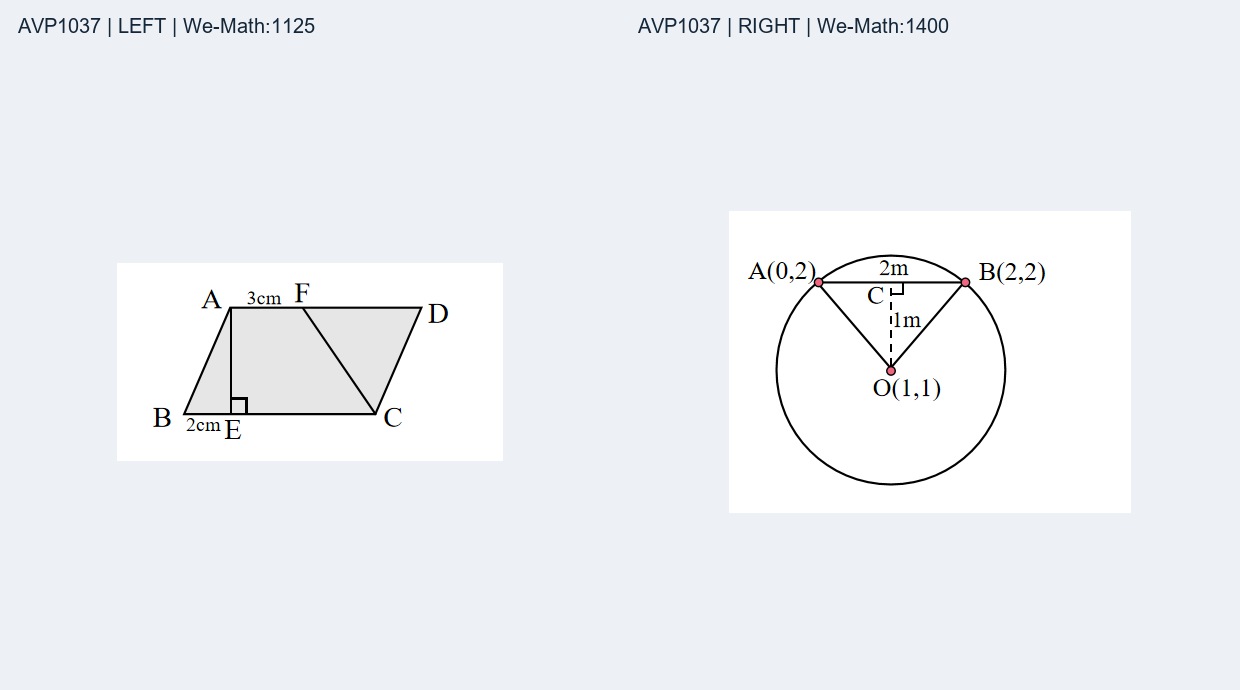 AVP1037 | LEFT | We-Math:1125
AVP1037 | RIGHT | We-Math:1400
A 3cm F
D
B 2cm E C
A(0,2) 2m B(2,2)
C
1m
O(1,1)